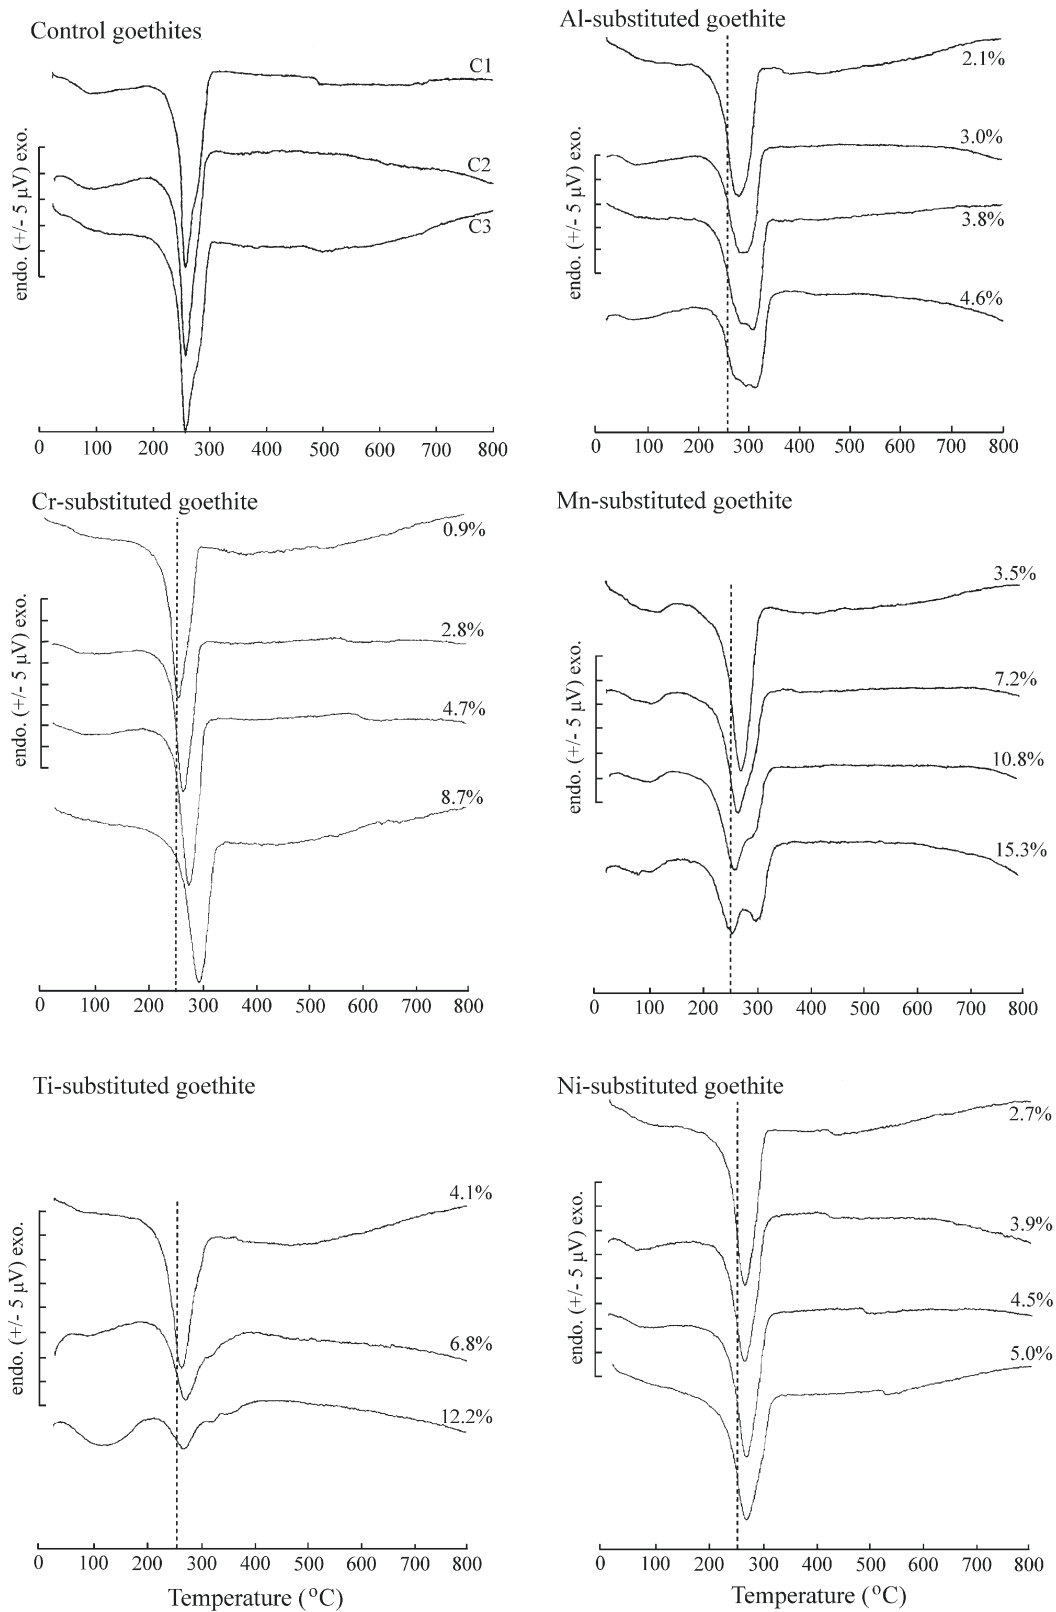 Control goethites
C1
C2
C3
endo. (+/- 5 µV) exo.
0 100 200 300 400 500 600 700 800
Al-substituted goethite
2.1%
3.0%
3.8%
4.6%
endo. (+/- 5 µV) exo.
0 100 200 300 400 500 600 700 800
Cr-substituted goethite
0.9%
2.8%
4.7%
8.7%
endo. (+/- 5 µV) exo.
0 100 200 300 400 500 600 700 800
Mn-substituted goethite
3.5%
7.2%
10.8%
15.3%
endo. (+/- 5 µV) exo.
0 100 200 300 400 500 600 700 800
Ti-substituted goethite
4.1%
6.8%
12.2%
endo. (+/- 5 µV) exo.
0 100 200 300 400 500 600 700 800
Temperature (°C)
Ni-substituted goethite
2.7%
3.9%
4.5%
5.0%
endo. (+/- 5 µV) exo.
0 100 200 300 400 500 600 700 800
Temperature (°C)